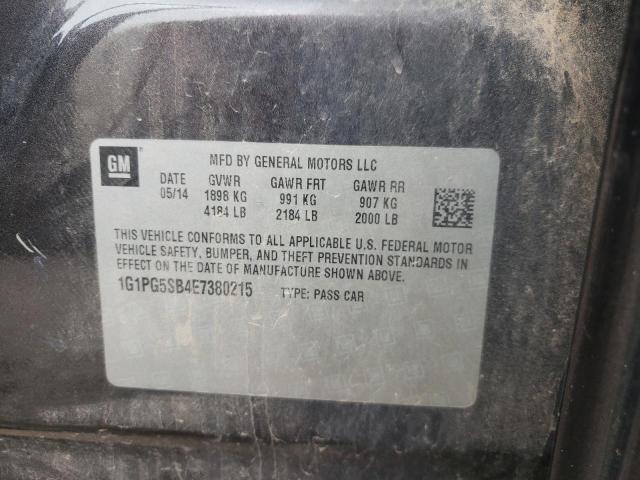 GM
MFD BY GENERAL MOTORS LLC
DATE GVWR GAWR FRT GAWR RR
05/14 1898 KG 991 KG 907 KG
4184 LB 2184 LB 2000 LB
THIS VEHICLE CONFORMS TO ALL APPLICABLE U.S. FEDERAL MOTOR
VEHICLE SAFETY, BUMPER, AND THEFT PREVENTION STANDARDS IN
EFFECT ON THE DATE OF MANUFACTURE SHOWN ABOVE.
1G1PG5SB4E7380215 TYPE: PASS CAR